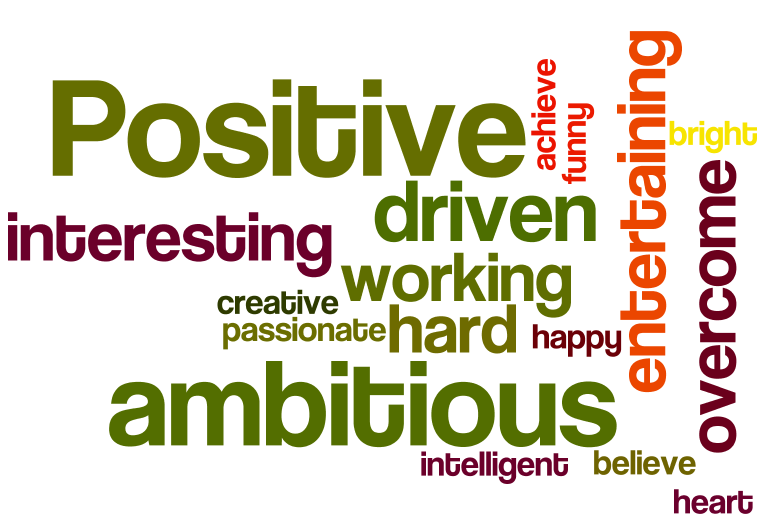 Positive
achieve
funny
entertaining
bright
driven
interesting
overcome
working
creative
passionate
hard
happy
ambitious
intelligent
believe
heart